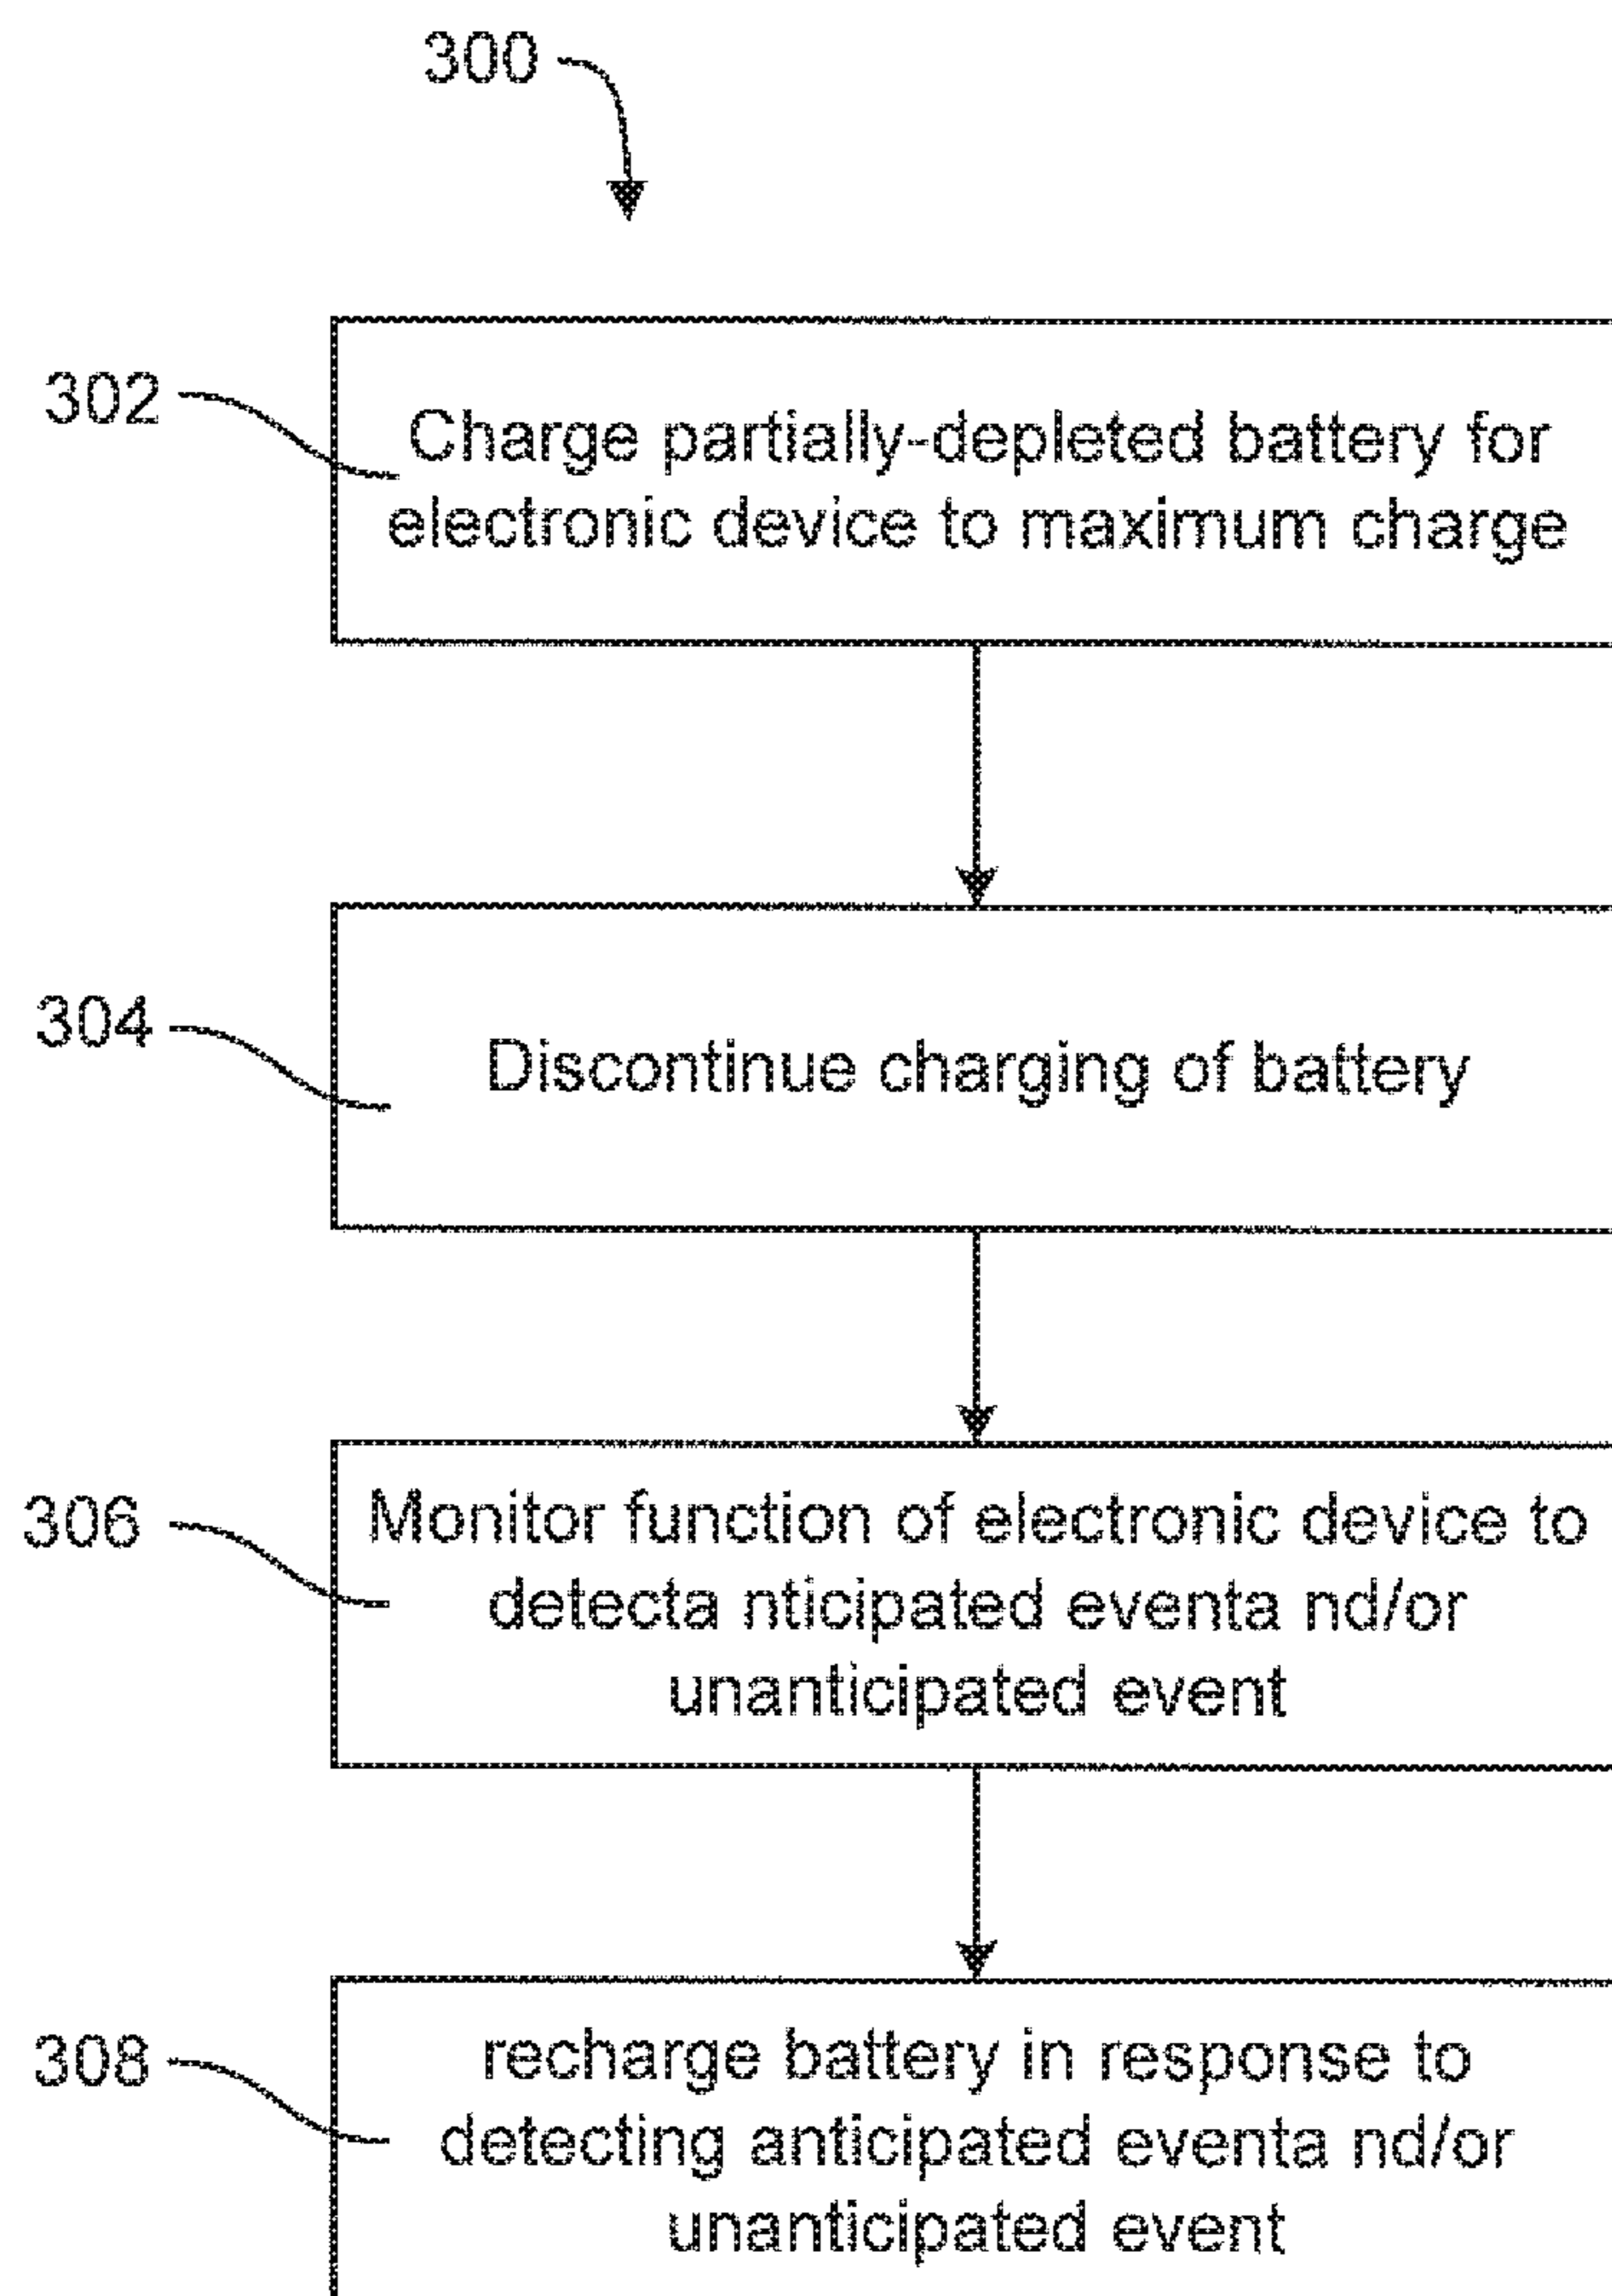 300
302
Charge partially-depleted battery for
electronic device to maximum charge
304
Discontinue charging of battery
306
Monitor function of electronic device to
detecta nticipated eventa nd/or
unanticipated event
308
recharge battery in response to
detecting anticipated eventa nd/or
unanticipated event